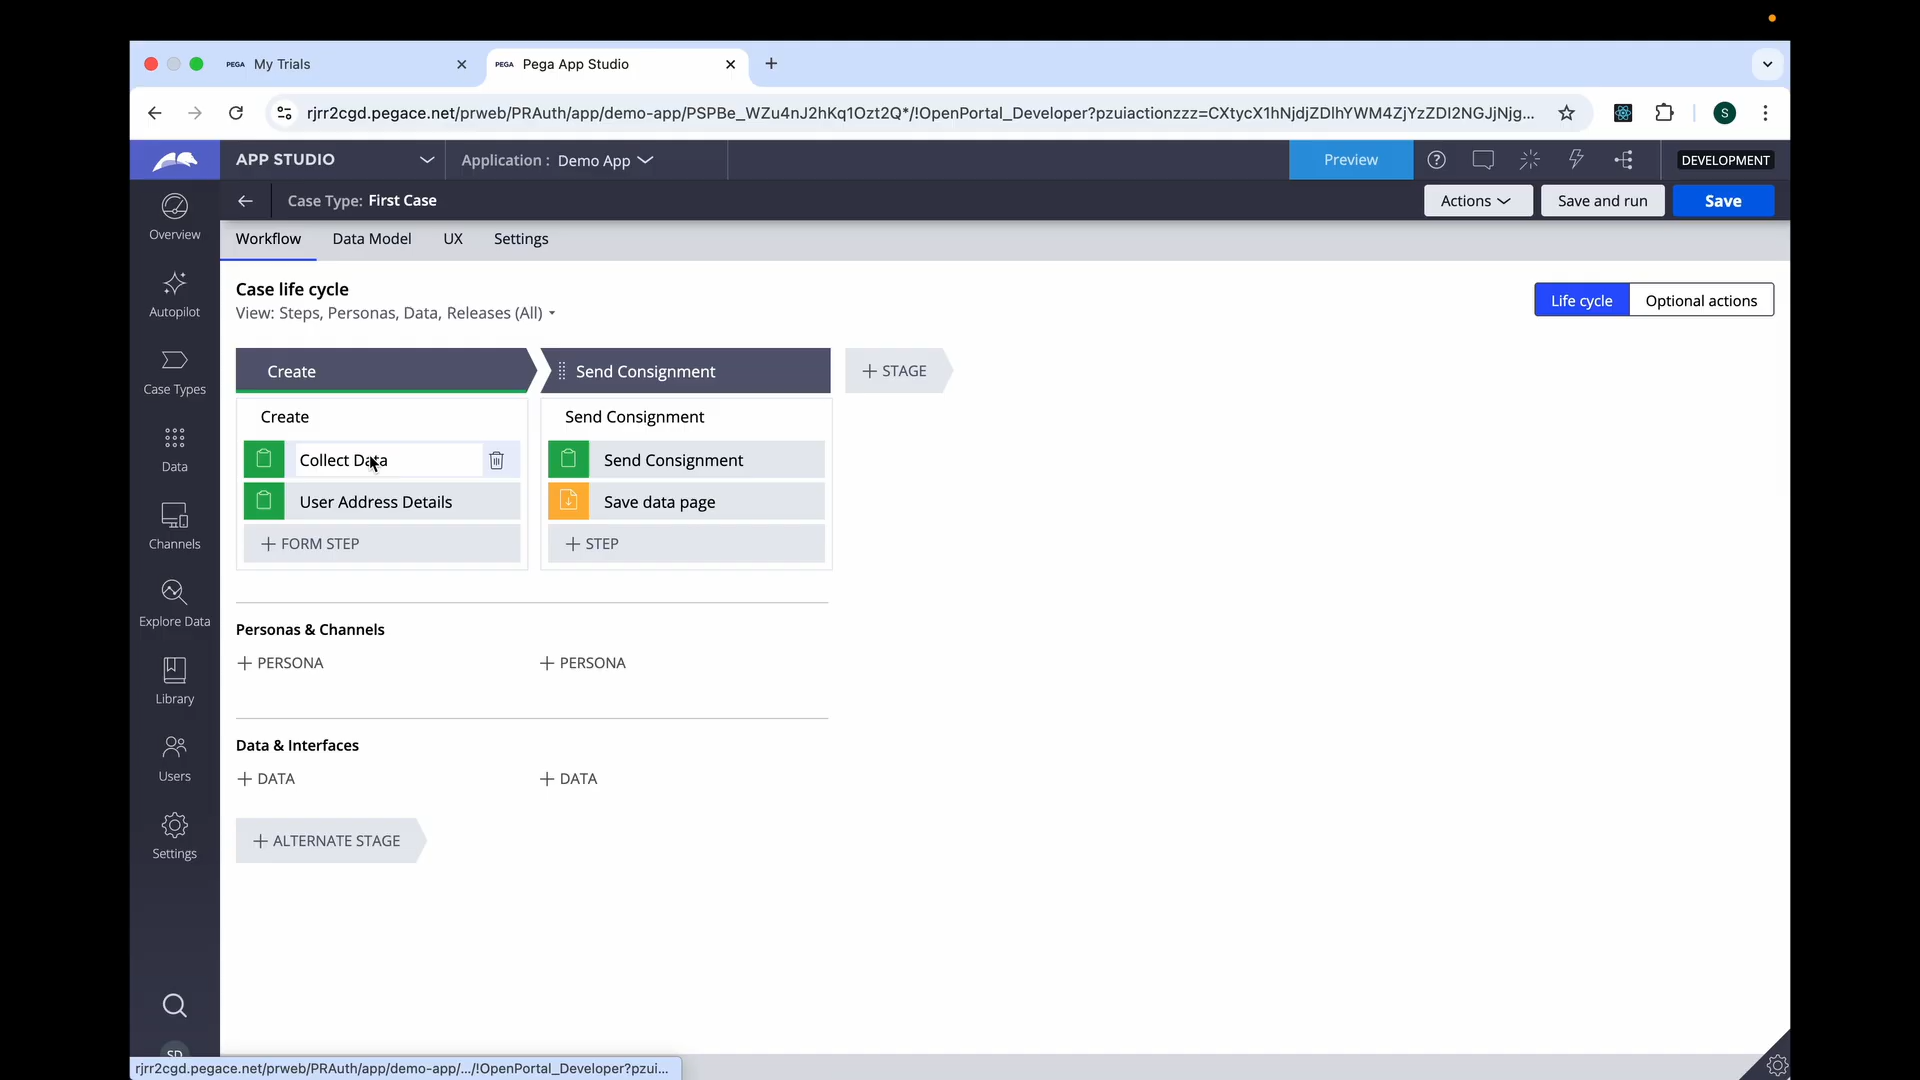 PEGA My Trials
PEGA Pega App Studio
rjrr2cgd.pegace.net/prweb/PRAuth/app/demo-app/PSPBe_WZu4nJ2hKq1Ozt2Q*/!OpenPortal_Developer?pzuiactionzzz=CXtycX1hNjdjZDlhYWM4ZjYzZDI2NGJjNjg...
S
APP STUDIO
Application : Demo App
Preview
DEVELOPMENT
Case Type: First Case
Actions
Save and run
Save
Overview
Autopilot
Case Types
Data
Channels
Explore Data
Library
Users
Settings
SD
Workflow
Data Model
UX
Settings
Case life cycle
View: Steps, Personas, Data, Releases (All)
Life cycle
Optional actions
Create
Send Consignment
+ STAGE
Create
Send Consignment
Collect Data
Send Consignment
User Address Details
Save data page
+ FORM STEP
+ STEP
Personas & Channels
+ PERSONA
+ PERSONA
Data & Interfaces
+ DATA
+ DATA
+ ALTERNATE STAGE
rjrr2cgd.pegace.net/prweb/PRAuth/app/demo-app/.../!OpenPortal_Developer?pzui...